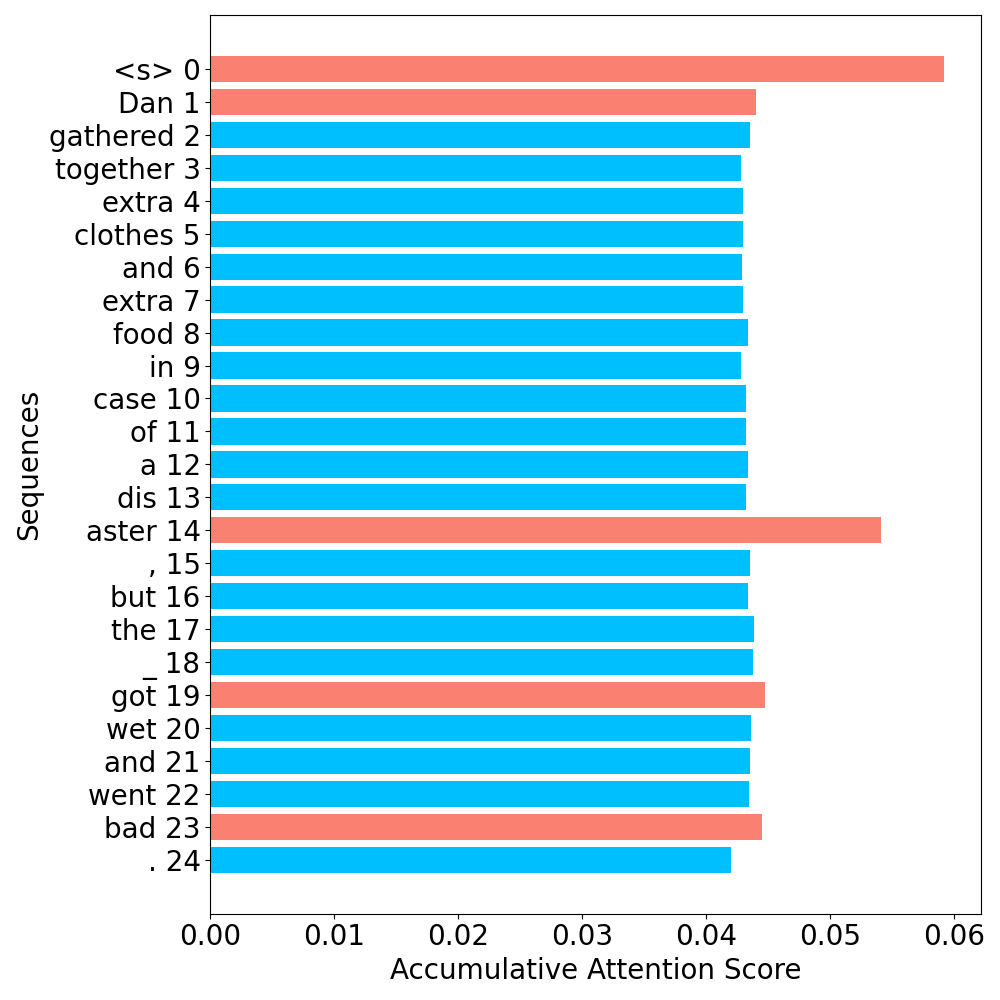 <s> 0
Dan 1
gathered 2
together 3
extra 4
clothes 5
and 6
extra 7
food 8
in 9
case 10
of 11
a 12
dis 13
aster 14
, 15
but 16
the 17
_ 18
got 19
wet 20
and 21
went 22
bad 23
. 24
Sequences
0.00 0.01 0.02 0.03 0.04 0.05 0.06
Accumulative Attention Score